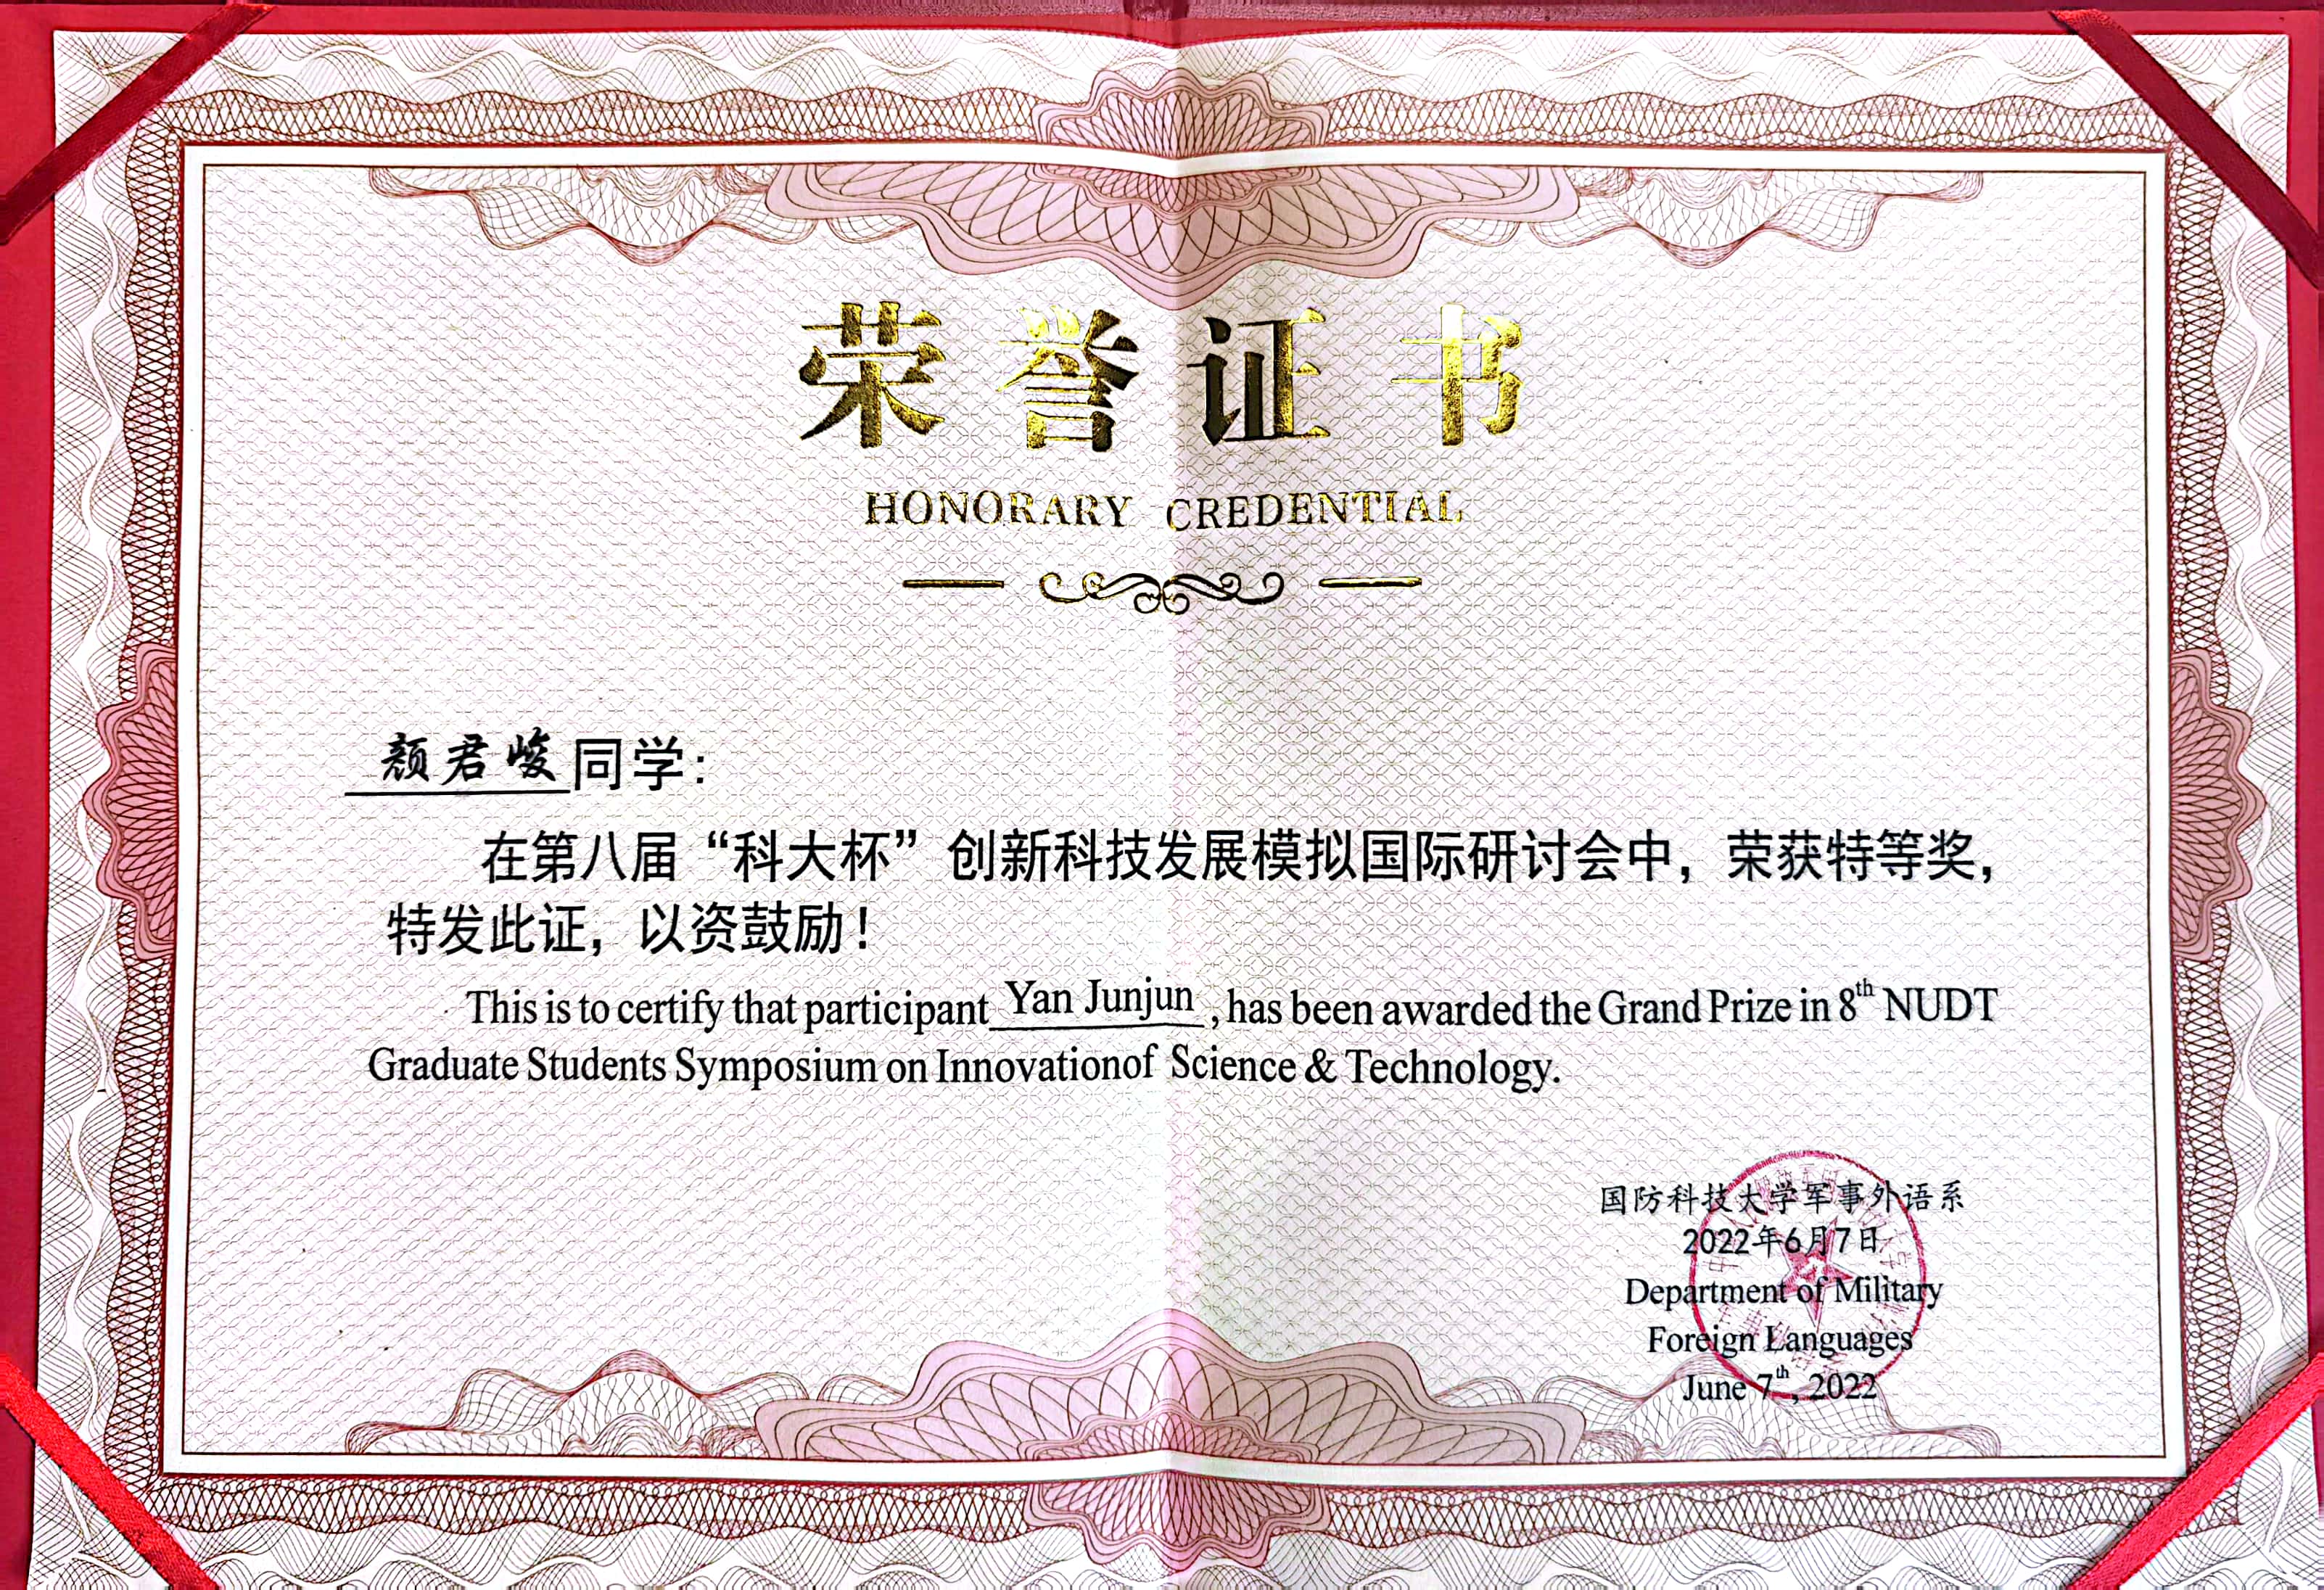 荣誉证书
HONORARY CREDENTIAL
颜君峻同学:
在第八届“科大杯”创新科技发展模拟国际研讨会中，荣获特等奖，
特发此证，以资鼓励！
This is to certify that participant Yan Junjun , has been awarded the Grand Prize in 8th NUDT
Graduate Students Symposium on Innovationof Science & Technology.
国防科技大学军事外语系
2022年6月7日
Department of Military
Foreign Languages
June 7th, 2022